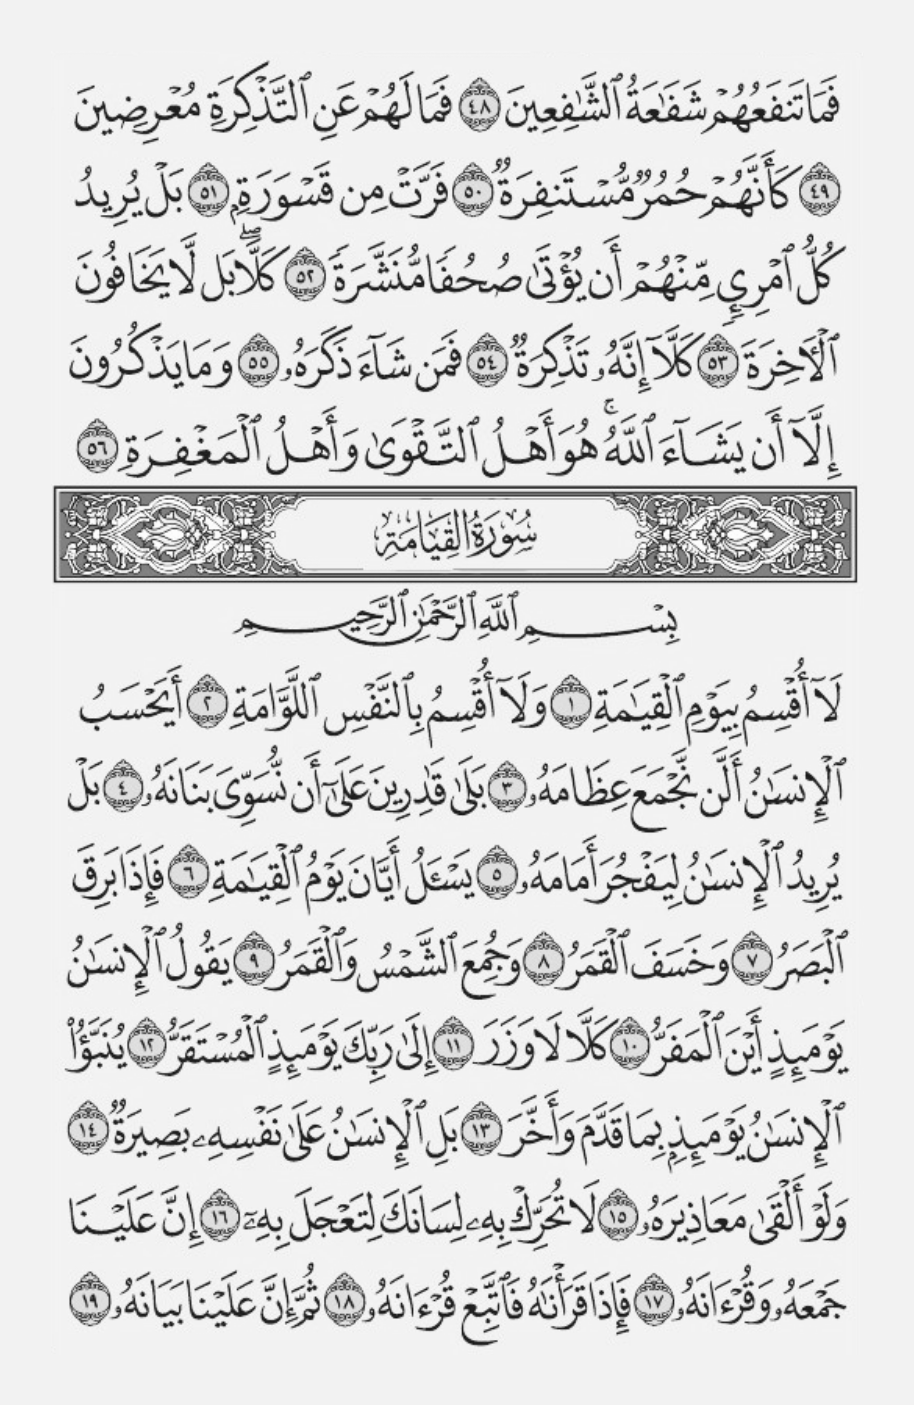 فَمَا تَنفَعُهُمْ شَفَٰعَةُ ٱلشَّٰفِعِينَ ٤٨ فَمَا لَهُمْ عَنِ ٱلتَّذْكِرَةِ مُعْرِضِينَ
٤٩ كَأَنَّهُمْ حُمُرٌ مُّسْتَنفِرَةٌ ٥٠ فَرَّتْ مِن قَسْوَرَةٍۭ ٥١ بَلْ يُرِيدُ
كُلُّ ٱمْرِئٍ مِّنْهُمْ أَن يُؤْتَىٰ صُحُفًا مُّنَشَّرَةً ٥٢ كَلَّاۖ بَل لَّا يَخَافُونَ
ٱلْأٓخِرَةَ ٥٣ كَلَّآ إِنَّهُۥ تَذْكِرَةٌ ٥٤ فَمَن شَآءَ ذَكَرَهُۥ ٥٥ وَمَا يَذْكُرُونَ
إِلَّآ أَن يَشَآءَ ٱللَّهُۚ هُوَ أَهْلُ ٱلتَّقْوَىٰ وَأَهْلُ ٱلْمَغْفِرَةِ ٥٦
سُورَةُ القِيَامَةِ
بِسْمِ ٱللَّهِ ٱلرَّحْمَٰنِ ٱلرَّحِيمِ
لَآ أُقْسِمُ بِيَوْمِ ٱلْقِيَٰمَةِ ١ وَلَآ أُقْسِمُ بِٱلنَّفْسِ ٱللَّوَّامَةِ ٢ أَيَحْسَبُ
ٱلْإِنسَٰنُ أَلَّن نَّجْمَعَ عِظَامَهُۥ ٣ بَلَىٰ قَٰدِرِينَ عَلَىٰٓ أَن نُّسَوِّىَ بَنَانَهُۥ ٤ بَلْ
يُرِيدُ ٱلْإِنسَٰنُ لِيَفْجُرَ أَمَامَهُۥ ٥ يَسْـَٔلُ أَيَّانَ يَوْمُ ٱلْقِيَٰمَةِ ٦ فَإِذَا بَرِقَ
ٱلْبَصَرُ ٧ وَخَسَفَ ٱلْقَمَرُ ٨ وَجُمِعَ ٱلشَّمْسُ وَٱلْقَمَرُ ٩ يَقُولُ ٱلْإِنسَٰنُ
يَوْمَئِذٍ أَيْنَ ٱلْمَفَرُّ ١٠ كَلَّا لَا وَزَرَ ١١ إِلَىٰ رَبِّكَ يَوْمَئِذٍ ٱلْمُسْتَقَرُّ ١٢ يُنَبَّؤُا۟
ٱلْإِنسَٰنُ يَوْمَئِذٍۭ بِمَا قَدَّمَ وَأَخَّرَ ١٣ بَلِ ٱلْإِنسَٰنُ عَلَىٰ نَفْسِهِۦ بَصِيرَةٌ ١٤
وَلَوْ أَلْقَىٰ مَعَاذِيرَهُۥ ١٥ لَا تُحَرِّكْ بِهِۦ لِسَانَكَ لِتَعْجَلَ بِهِۦٓ ١٦ إِنَّ عَلَيْنَا
جَمْعَهُۥ وَقُرْءَانَهُۥ ١٧ فَإِذَا قَرَأْنَٰهُ فَٱتَّبِعْ قُرْءَانَهُۥ ١٨ ثُمَّ إِنَّ عَلَيْنَا بَيَانَهُۥ ١٩